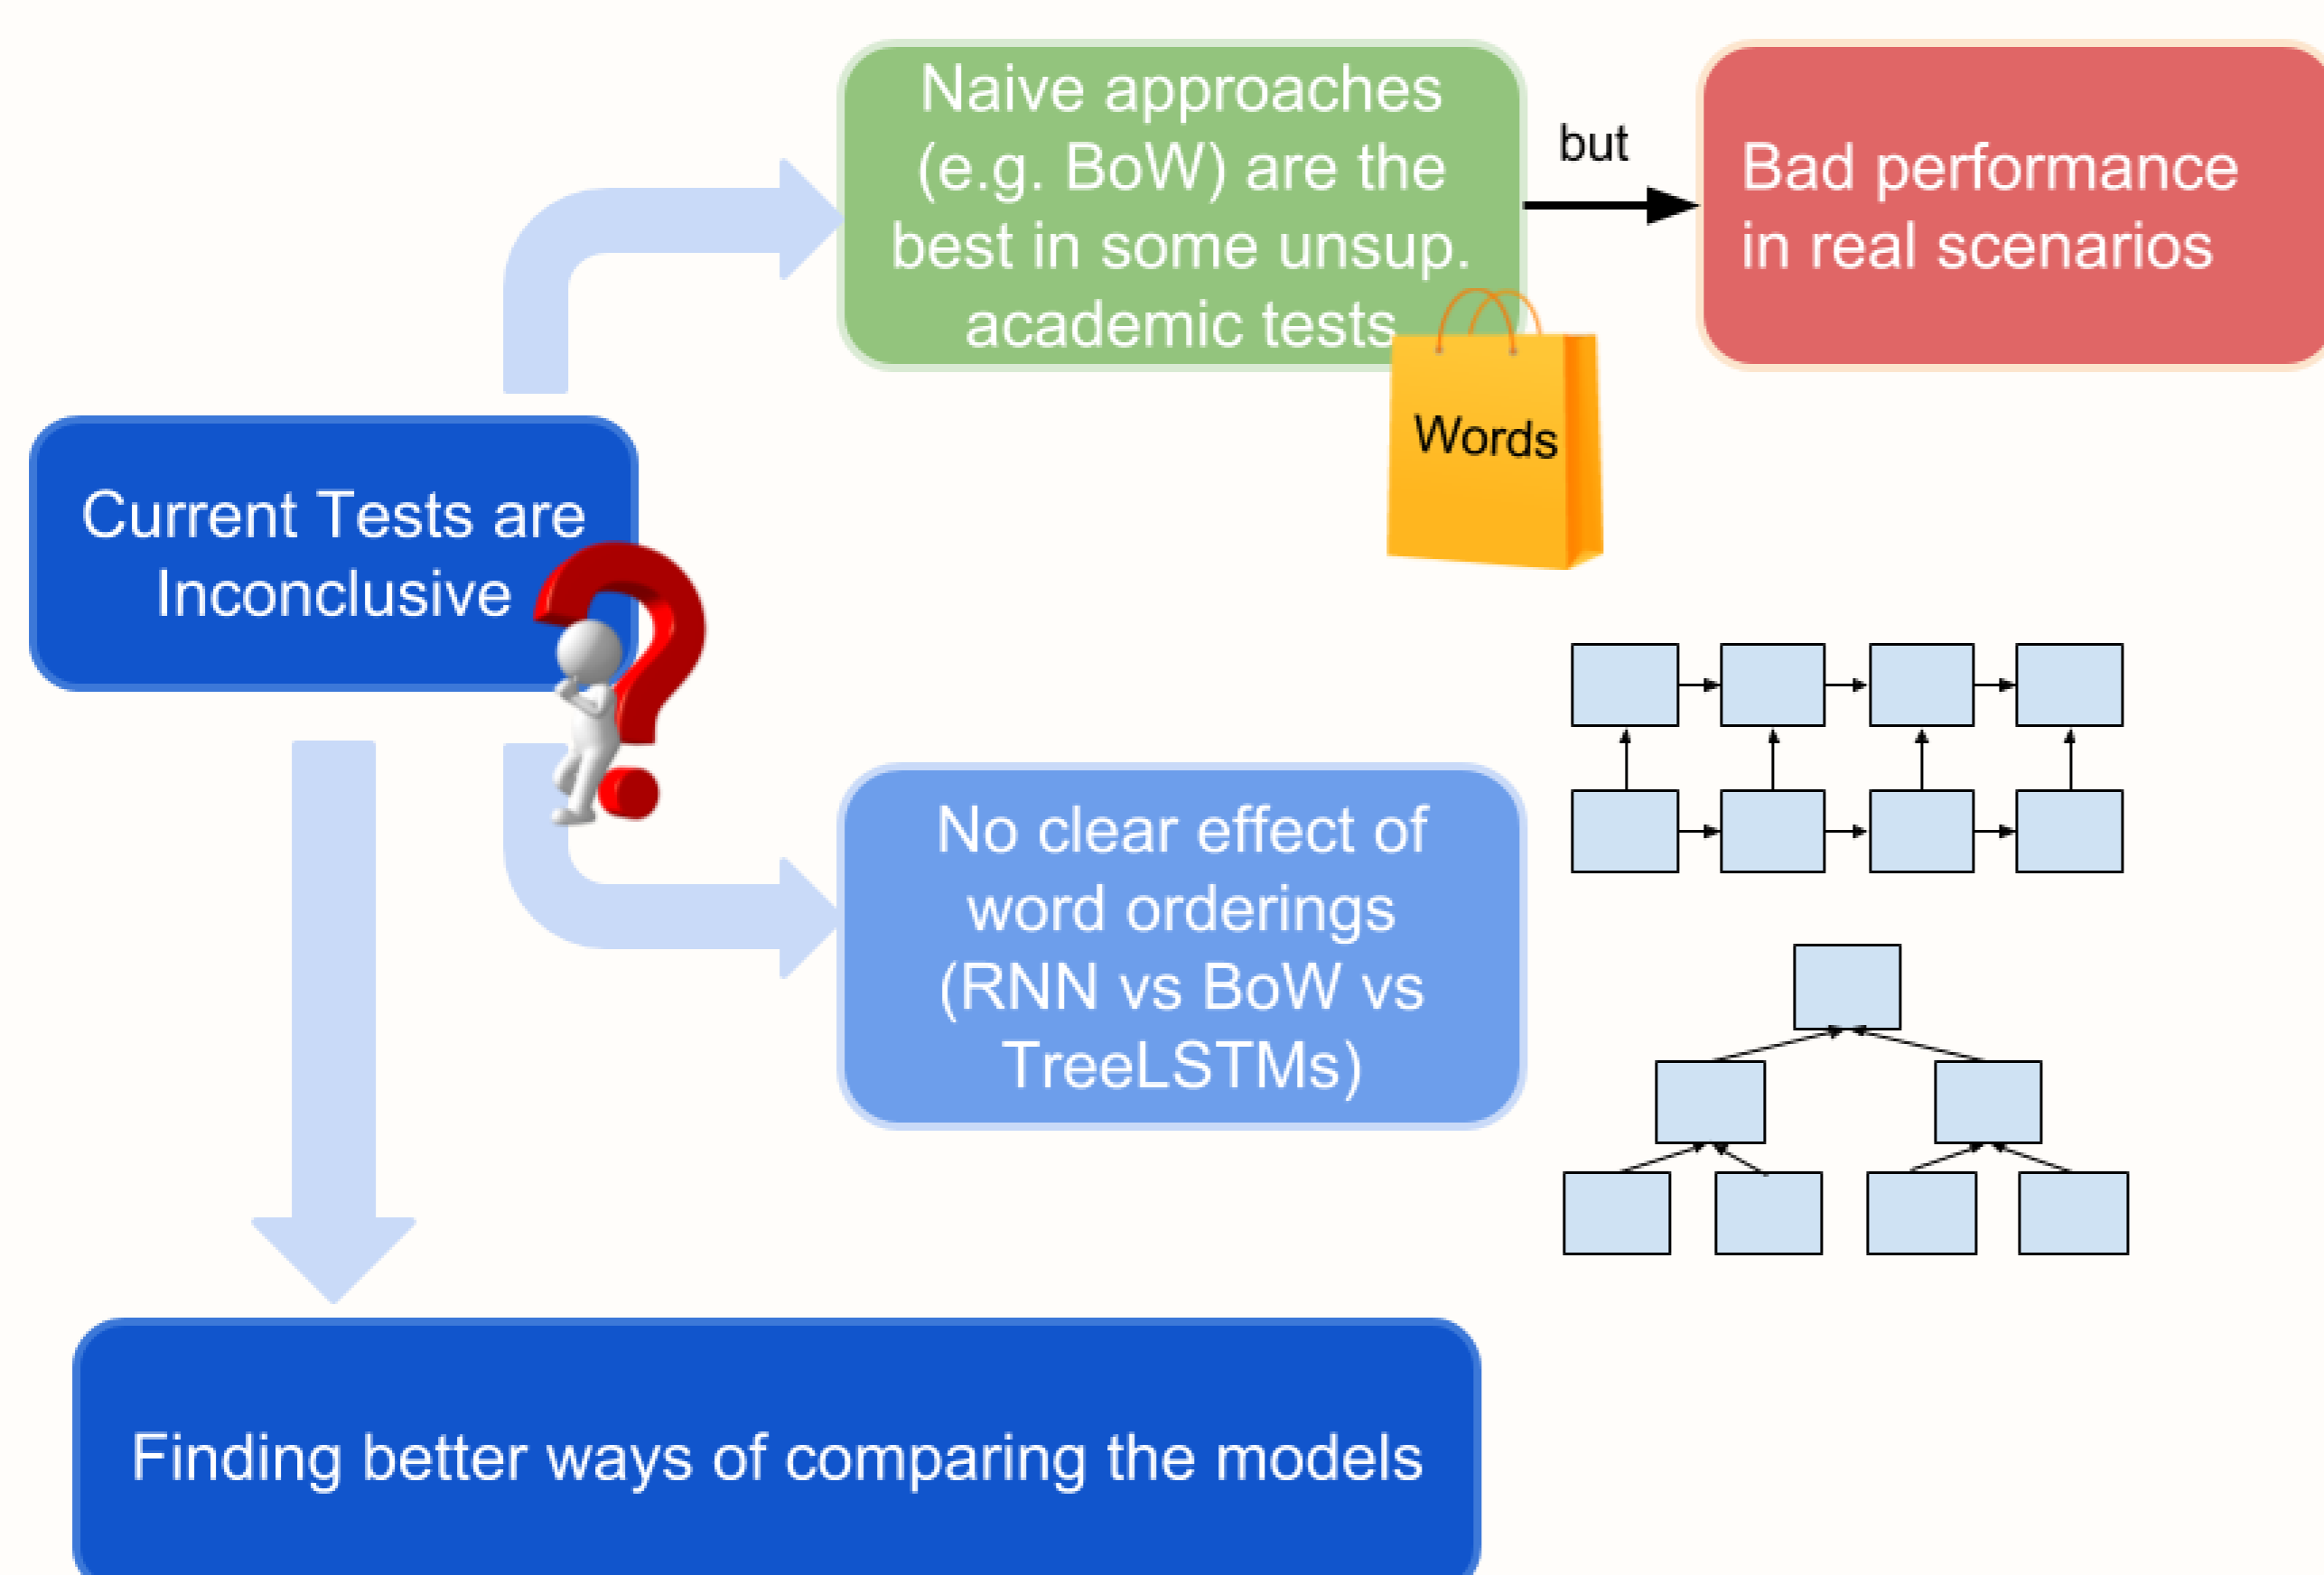 Naive approaches
(e.g. BoW) are the
best in some unsup.
academic tests
but
Bad performance
in real scenarios
Words
Current Tests are
Inconclusive
No clear effect of
word orderings
(RNN vs BoW vs
TreeLSTMs)
Finding better ways of comparing the models